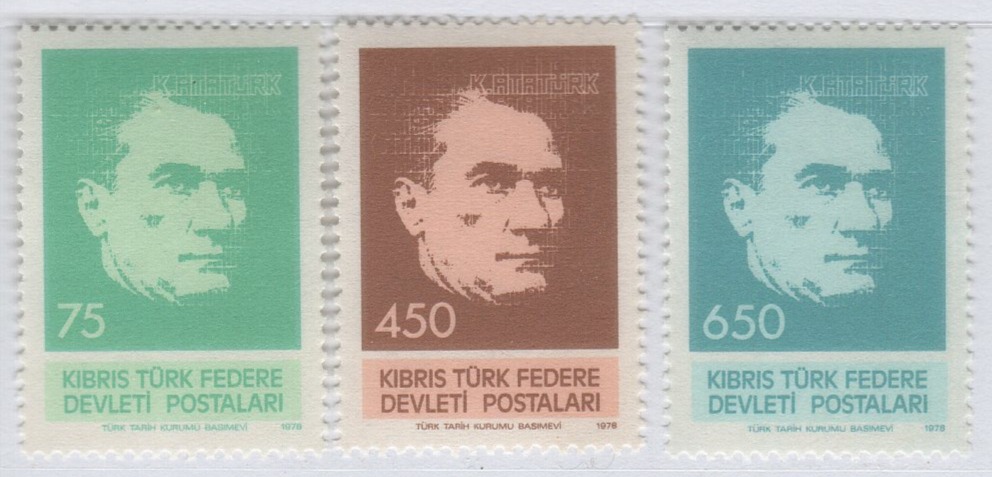 K.ATATÜRK
75
KIBRIS TÜRK FEDERE
DEVLETİ POSTALARI
TÜRK TARİH KURUMU BASIMEVİ 1978
K.ATATÜRK
450
KIBRIS TÜRK FEDERE
DEVLETİ POSTALARI
TÜRK TARİH KURUMU BASIMEVİ 1978
K.ATATÜRK
650
KIBRIS TÜRK FEDERE
DEVLETİ POSTALARI
TÜRK TARİH KURUMU BASIMEVİ 1978